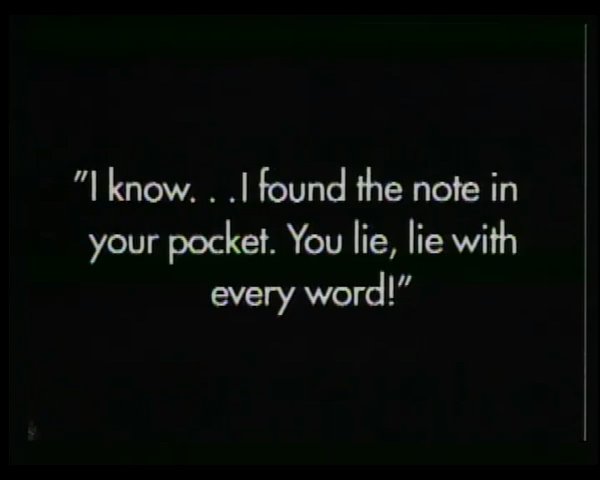 "I know. . .I found the note in
your pocket. You lie, lie with
every word!"